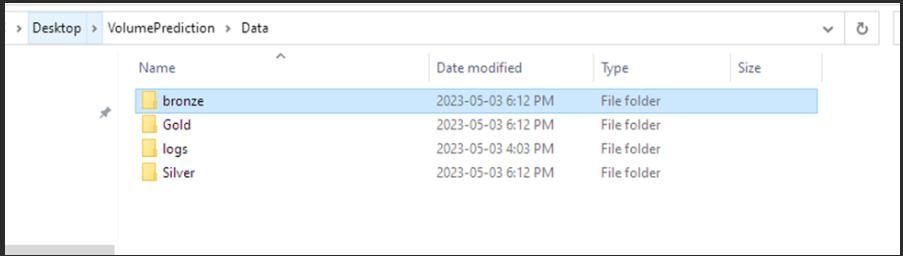 Desktop > VolumePrediction > Data
Name Date modified Type Size
bronze 2023-05-03 6:12 PM File folder
Gold 2023-05-03 6:12 PM File folder
logs 2023-05-03 4:03 PM File folder
Silver 2023-05-03 6:12 PM File folder